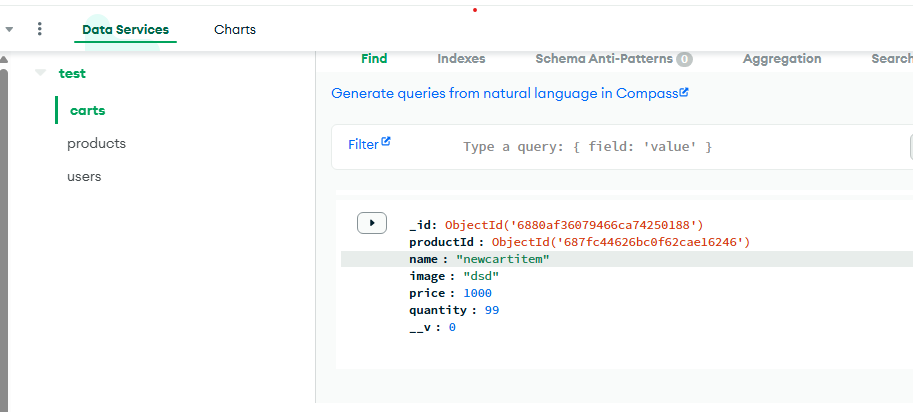 Data Services Charts
test
carts
products
users
Find Indexes Schema Anti-Patterns 0 Aggregation Search
Generate queries from natural language in Compass
Filter Type a query: { field: 'value' }
_id: ObjectId('6880af36079466ca74250188')
productId : ObjectId('687fc44626bc0f62cae16246')
name : "newcartitem"
image : "dsd"
price : 1000
quantity : 99
__v : 0